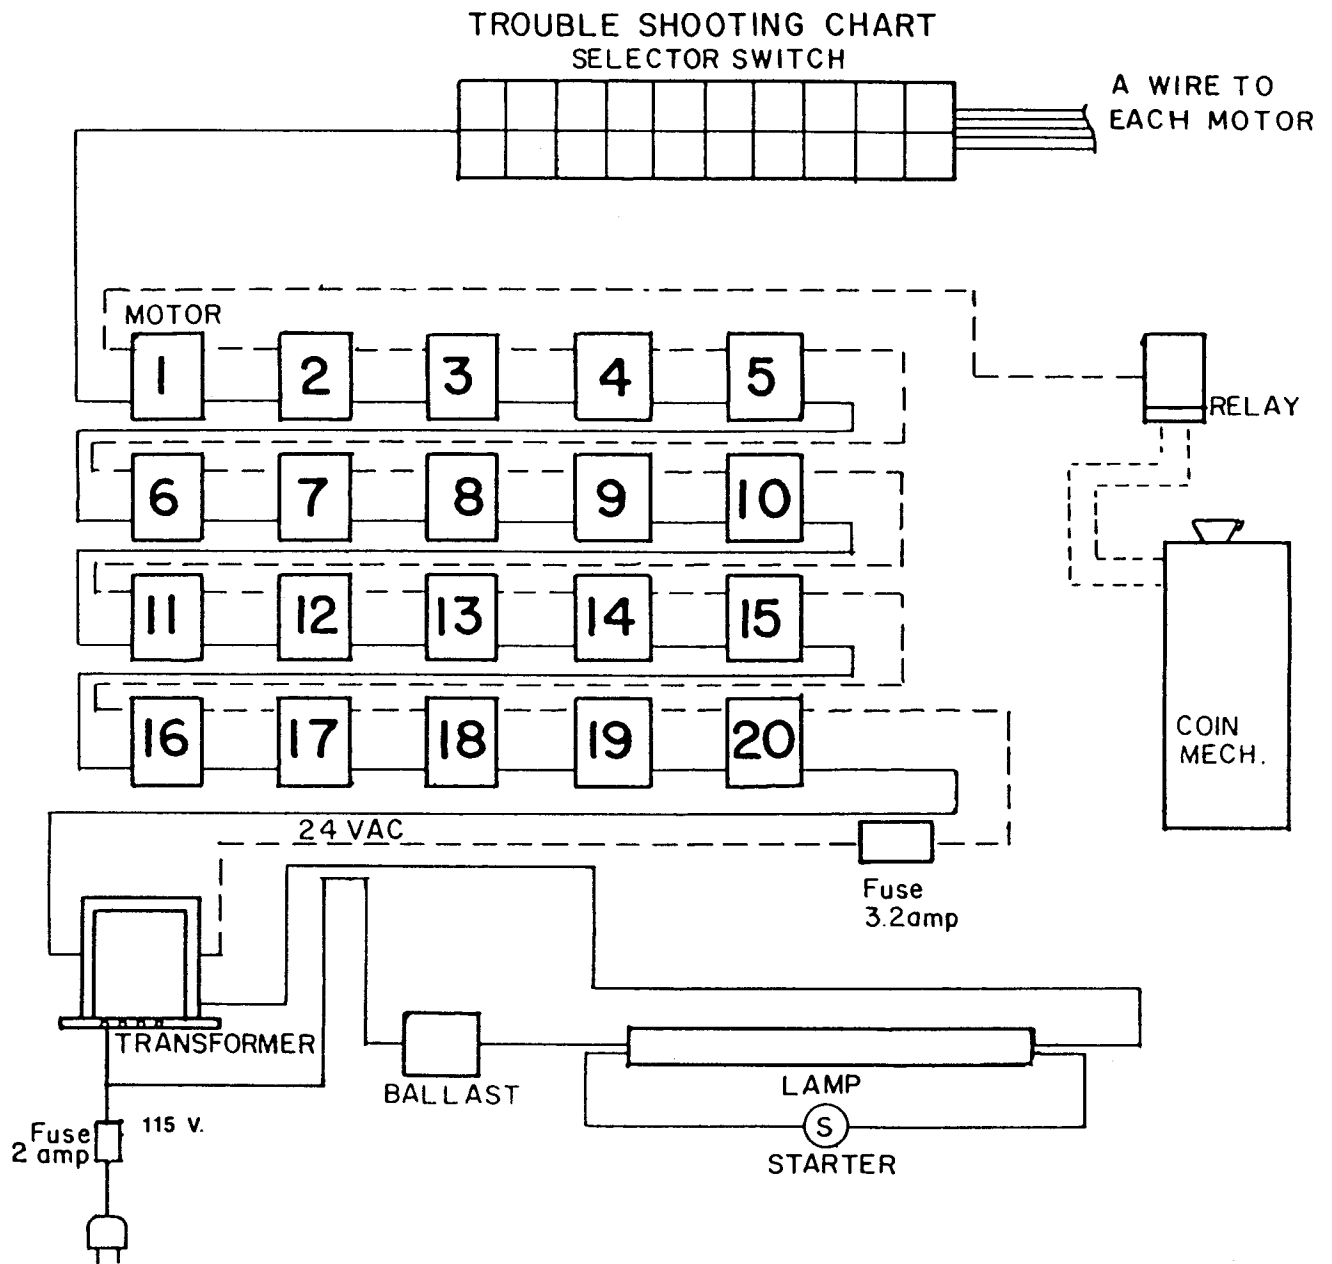 TROUBLE SHOOTING CHART
SELECTOR SWITCH
A WIRE TO
EACH MOTOR
MOTOR
1 2 3 4 5
RELAY
6 7 8 9 10
11 12 13 14 15
16 17 18 19 20
COIN
MECH.
24 VAC
Fuse
3.2amp
TRANSFORMER
BALLAST
LAMP
115 V.
Fuse
2 amp
S
STARTER